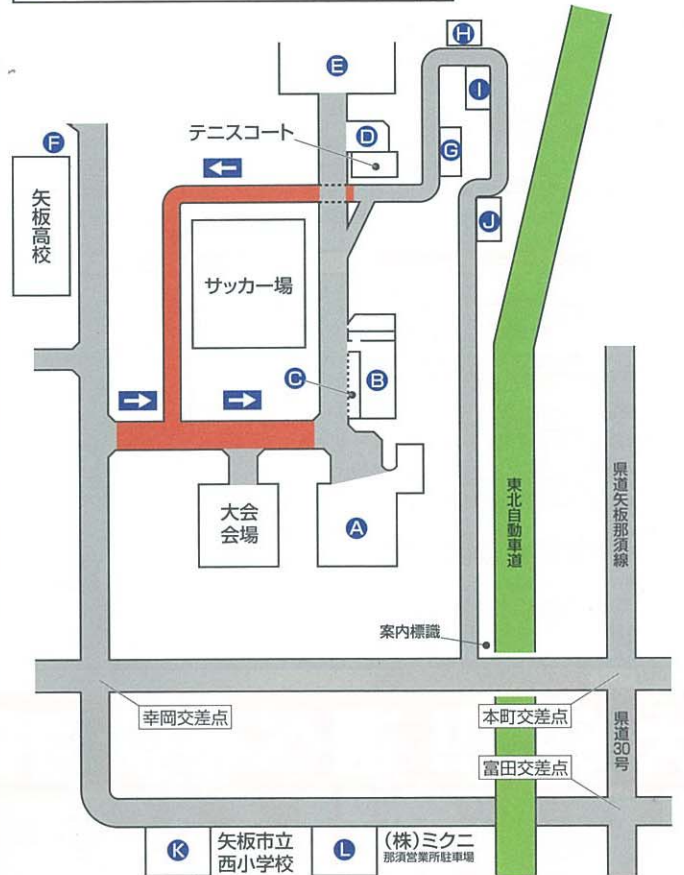 H
E
I
D
テニスコート
F
G
矢板高校
J
サッカー場
C
B
大会
会場
A
東北自動車道
県道矢板那須線
案内標識
幸岡交差点
本町交差点
県道30号
富田交差点
K
矢板市立
西小学校
L
(株)ミクニ
那須営業所駐車場